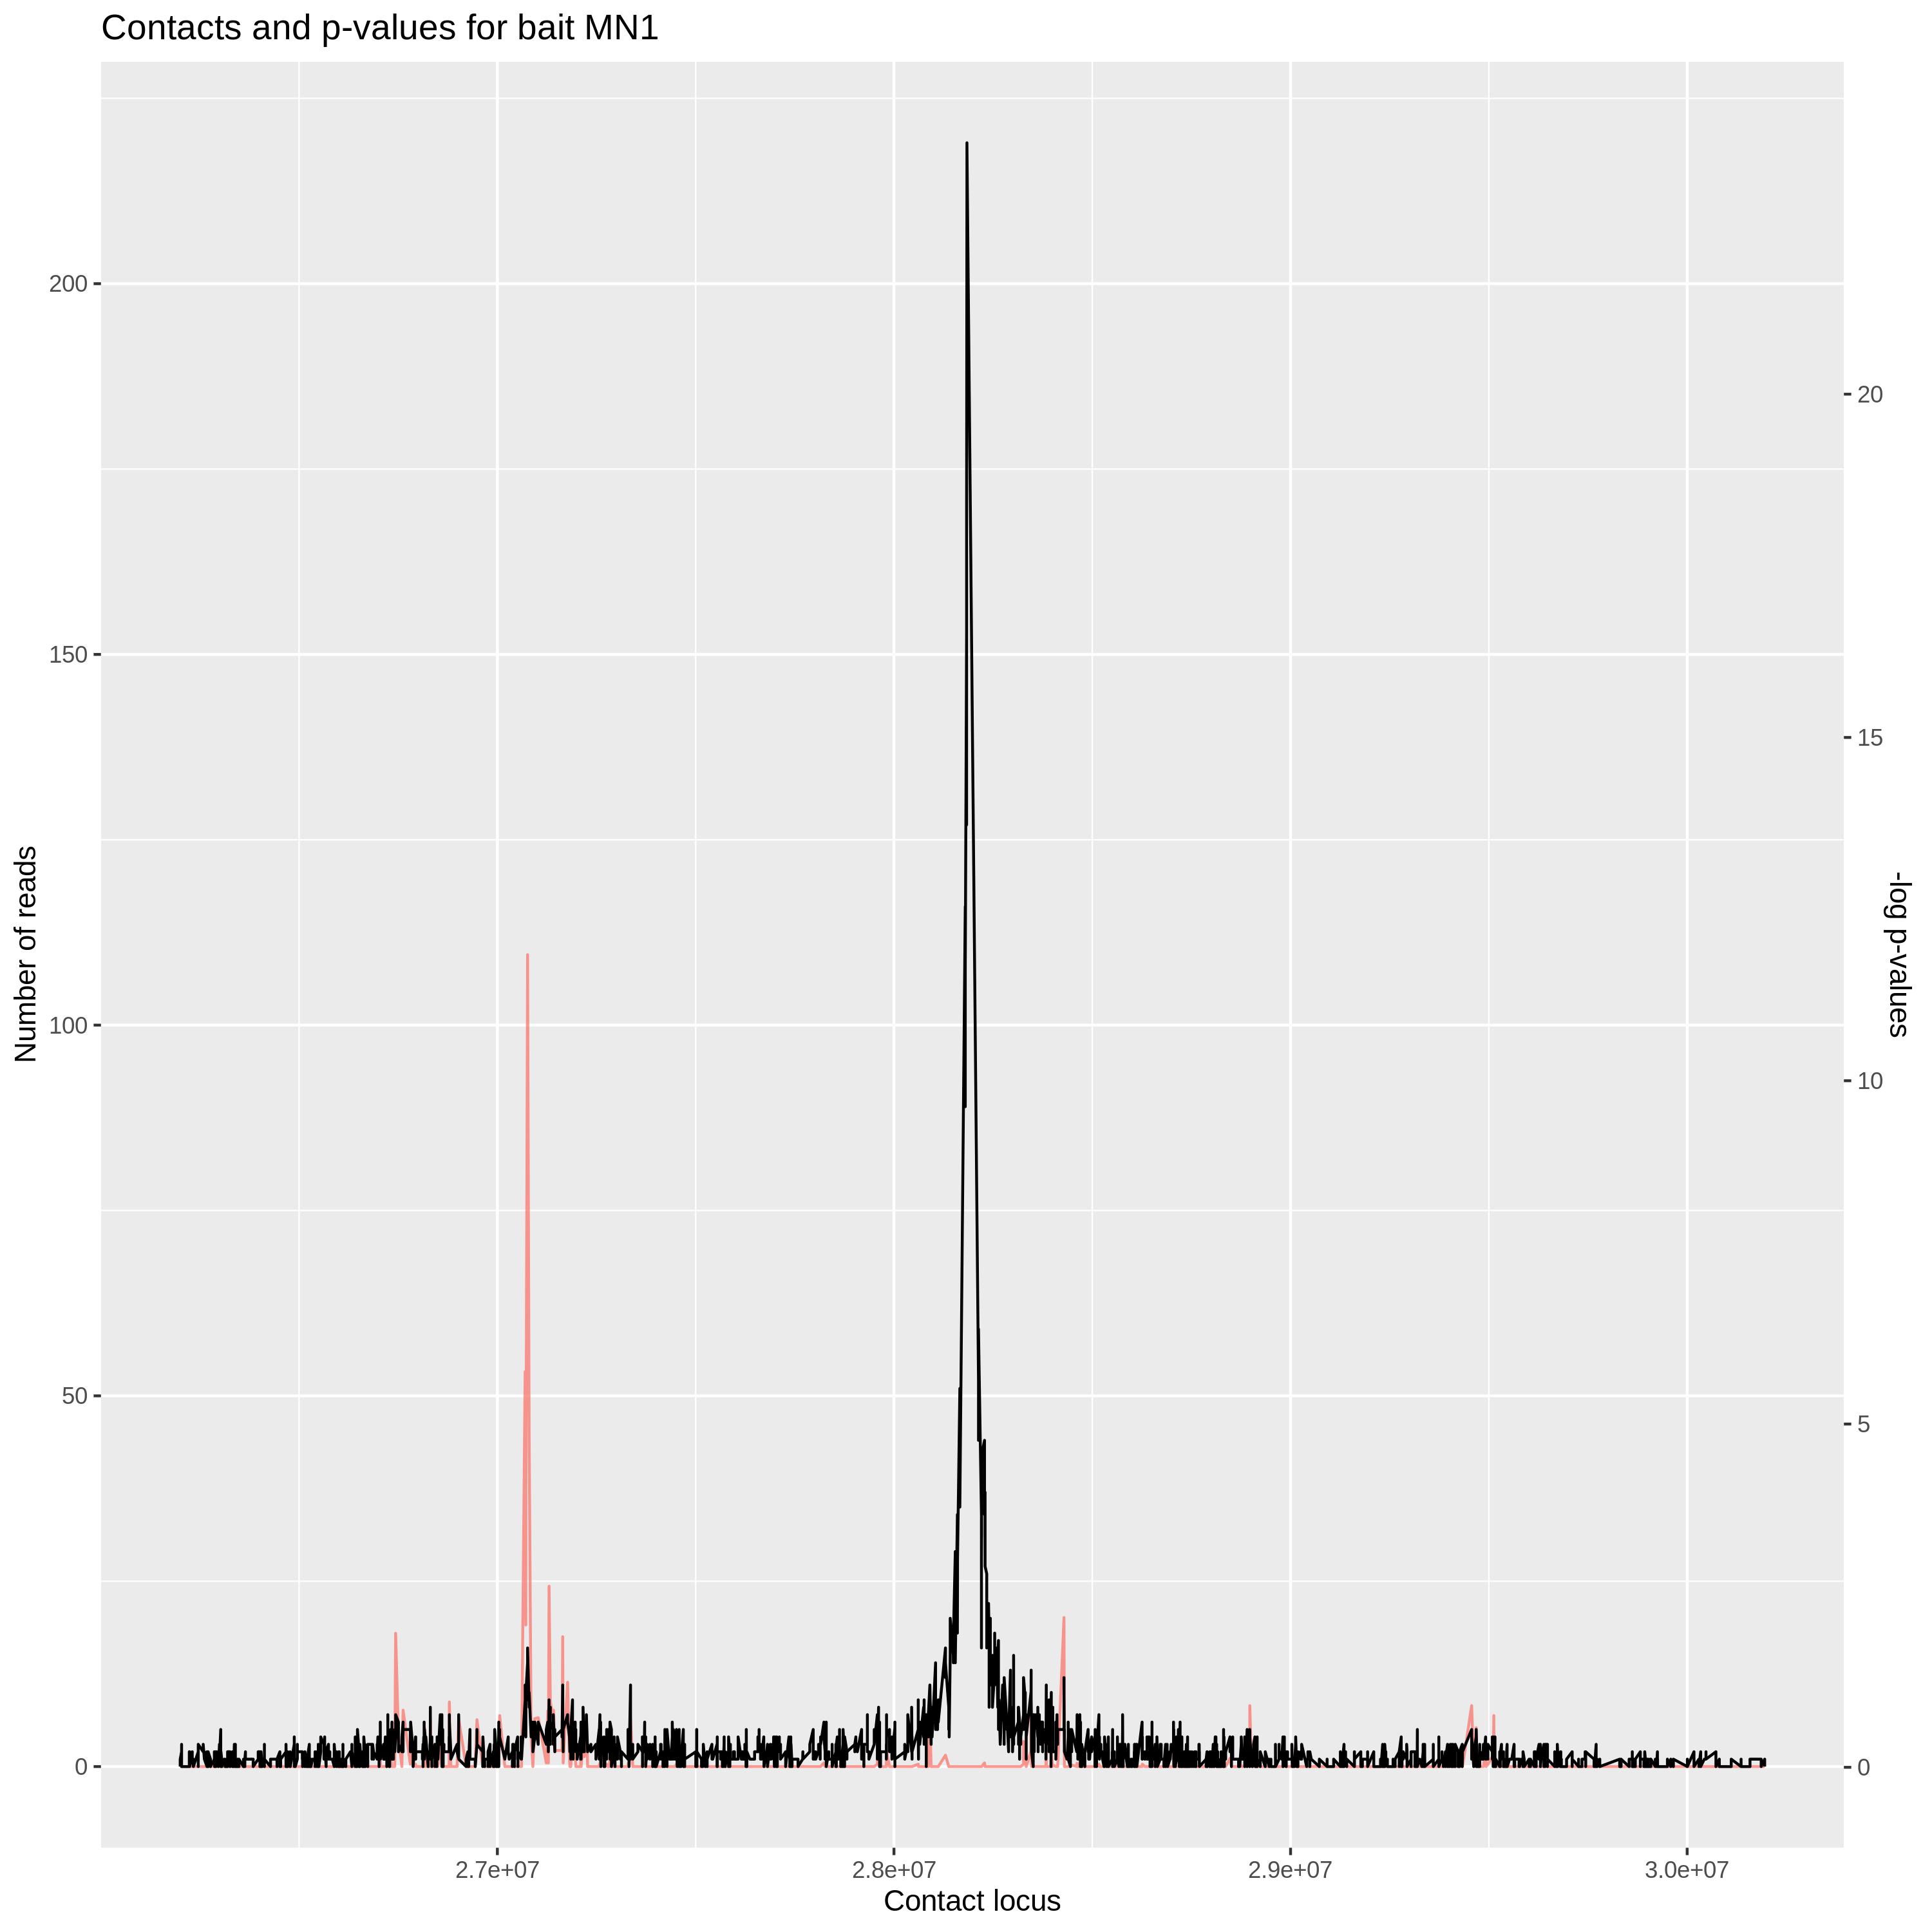 Contacts and p-values for bait MN1
200
150
100
50
0
Number of reads
20
15
10
5
0
-log p-values
2.7e+07 2.8e+07 2.9e+07 3.0e+07
Contact locus